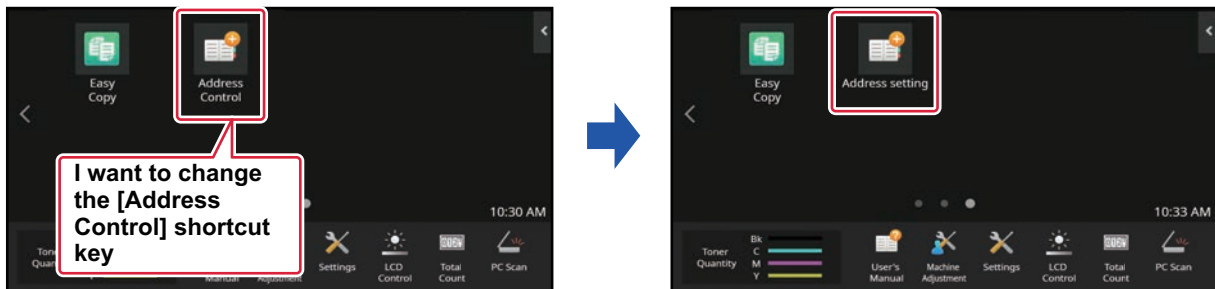 Easy
Copy
Address
Control
I want to change
the [Address
Control] shortcut
key
10:30 AM
Manual
Adjustment
Settings
LCD
Control
Total
Count
PC Scan
Easy
Copy
Address setting
10:33 AM
Toner
Quantity
Bk
C
M
Y
User's
Manual
Machine
Adjustment
Settings
LCD
Control
Total
Count
PC Scan